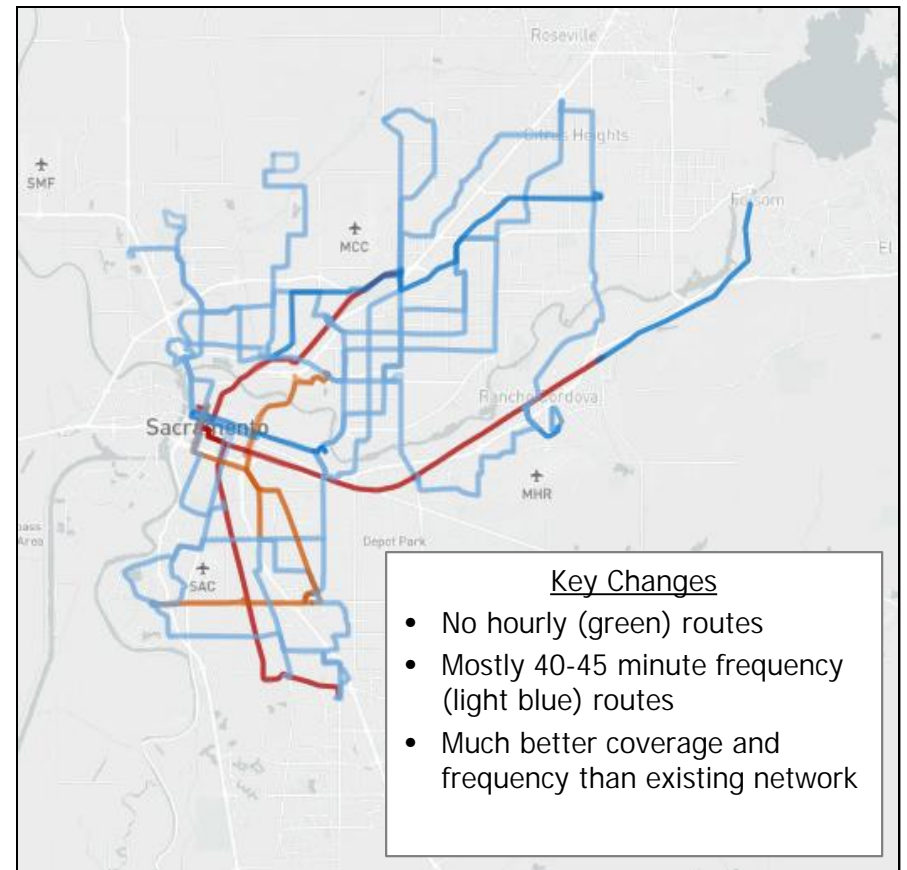 Roseville
Citrus Heights
SMF
Folsom
MCC
El
Rancho Cordova
Sacramento
MHR
Area
Depot Park
SAC
Key Changes
• No hourly (green) routes
• Mostly 40-45 minute frequency
(light blue) routes
• Much better coverage and
frequency than existing network